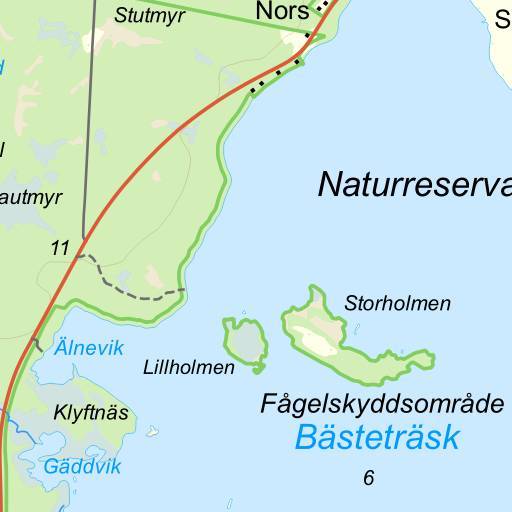 Nors
Stutmyr
S
d
l
Naturreserva
autmyr
11
Storholmen
Älnevik
Lillholmen
Fågelskyddsområde
Klyftnäs
Bästeträsk
Gäddvik
6